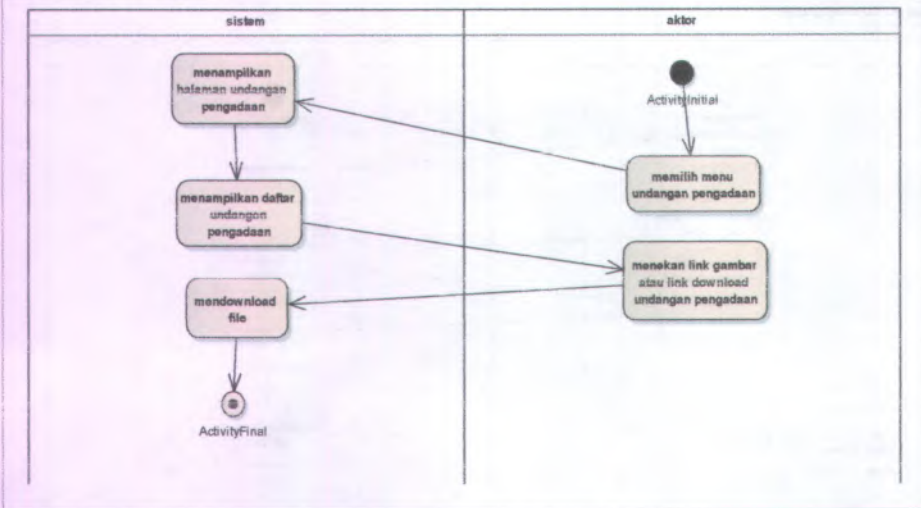 sistem
aktor
menampilkan
halaman undangan
pengadaan
ActivityInitial
memilih menu
undangan pengadaan
menampilkan daftar
undangan
pengadaan
menekan link gambar
atau link download
undangan pengadaan
mendownload
file
ActivityFinal